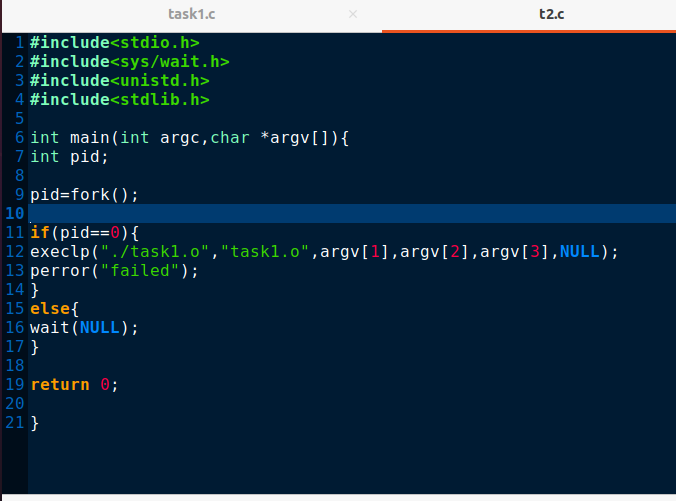 task1.c × t2.c
1 #include<stdio.h>
2 #include<sys/wait.h>
3 #include<unistd.h>
4 #include<stdlib.h>
5
6 int main(int argc,char *argv[]){
7 int pid;
8
9 pid=fork();
10
11 if(pid==0){
12 execlp("./task1.o","task1.o",argv[1],argv[2],argv[3],NULL);
13 perror("failed");
14 }
15 else{
16 wait(NULL);
17 }
18
19 return 0;
20
21 }